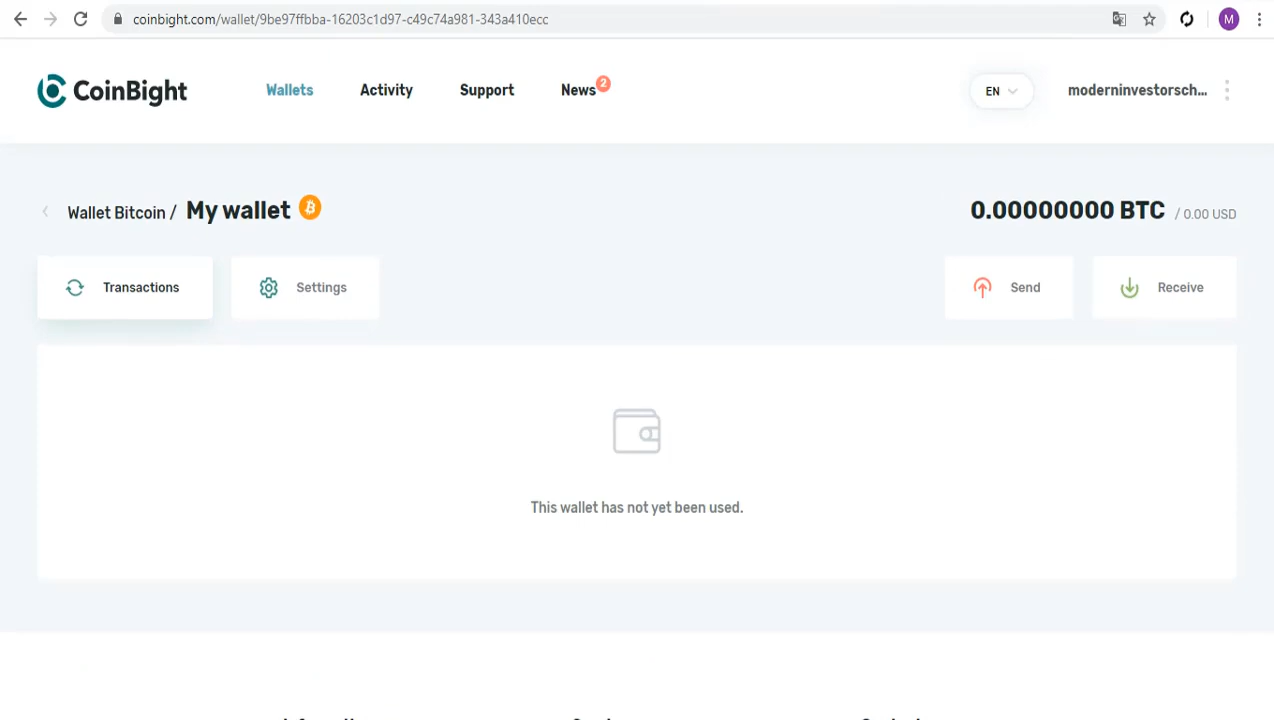 coinbight.com/wallet/9be97ffbba-16203c1d97-c49c74a981-343a410ecc
M
CoinBight
Wallets
Activity
Support
News 2
EN
moderninvestorsch...
Wallet Bitcoin / My wallet
0.00000000 BTC / 0.00 USD
Transactions
Settings
Send
Receive
This wallet has not yet been used.